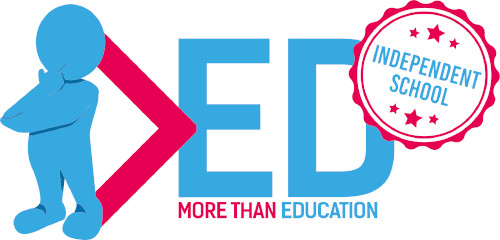 ED
INDEPENDENT
SCHOOL
MORE THAN EDUCATION